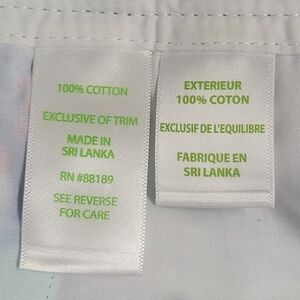 100% COTTON
EXCLUSIVE OF TRIM
MADE IN
SRI LANKA
RN #88189
SEE REVERSE
FOR CARE
EXTERIEUR
100% COTON
EXCLUSIF DE L'EQUILIBRE
FABRIQUE EN
SRI LANKA